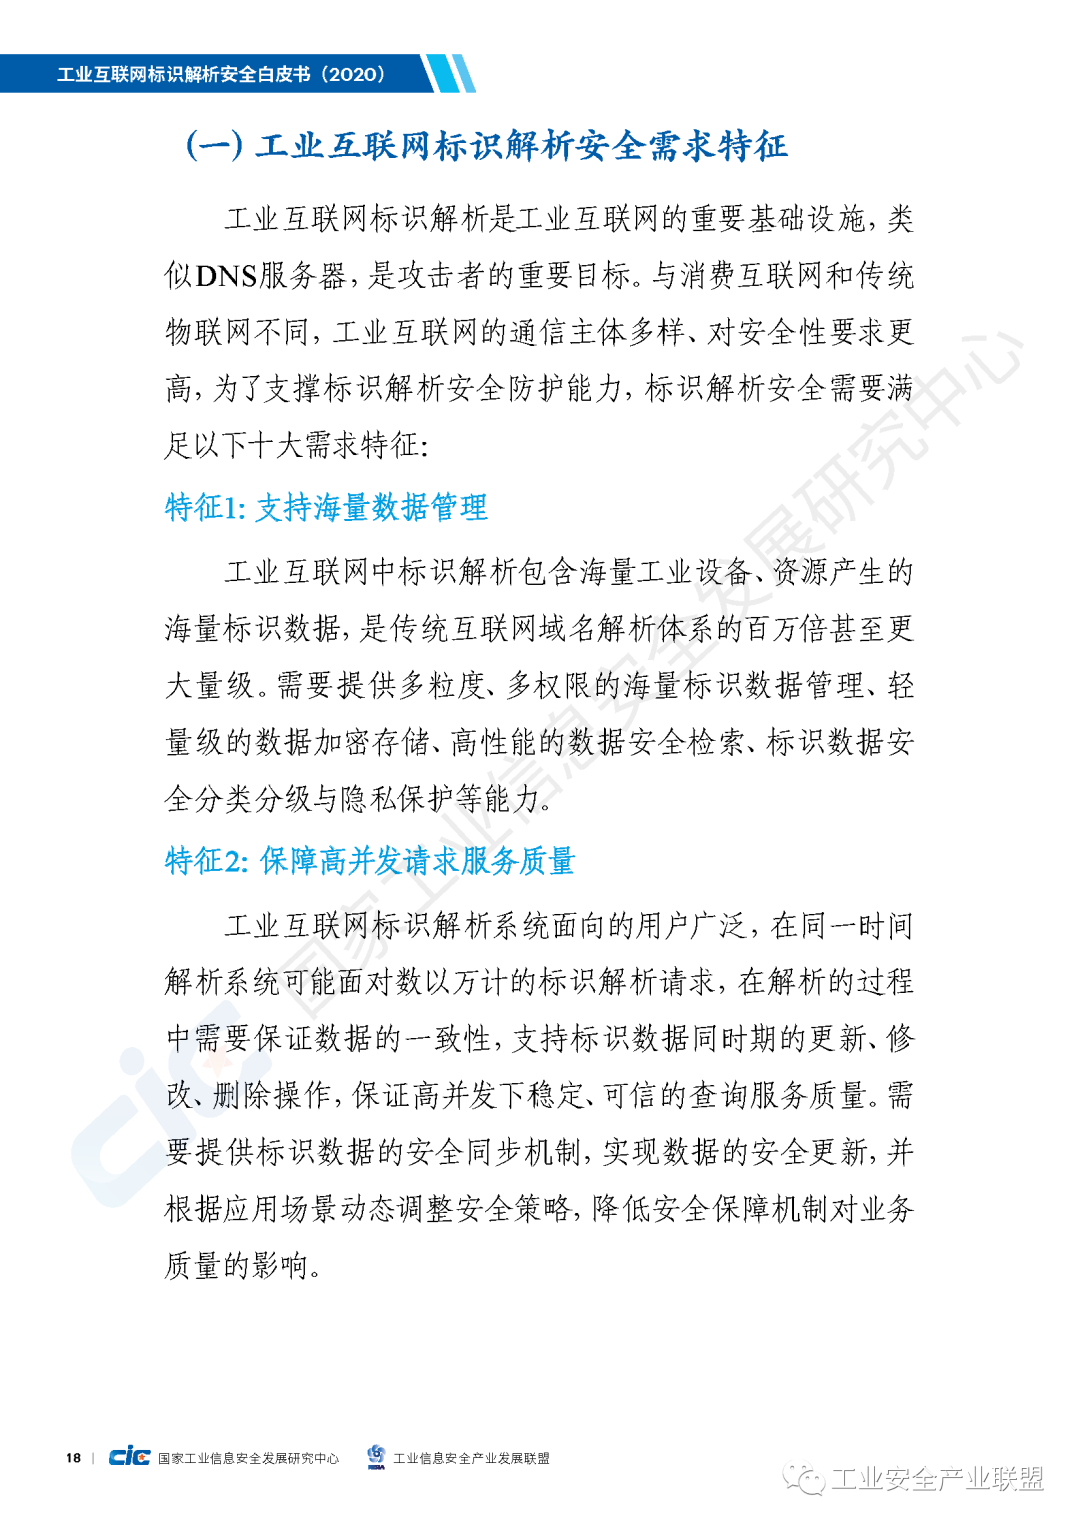 工业互联网标识解析安全白皮书（2020）
（一）工业互联网标识解析安全需求特征
工业互联网标识解析是工业互联网的重要基础设施，类
似DNS服务器，是攻击者的重要目标。与消费互联网和传统
物联网不同，工业互联网的通信主体多样、对安全性要求更
高，为了支撑标识解析安全防护能力，标识解析安全需要满
足以下十大需求特征：
特征1：支持海量数据管理
工业互联网中标识解析包含海量工业设备、资源产生的
海量标识数据，是传统互联网域名解析体系的百万倍甚至更
大量级。需要提供多粒度、多权限的海量标识数据管理、轻
量级的数据加密存储、高性能的数据安全检索、标识数据安
全分类分级与隐私保护等能力。
特征2：保障高并发请求服务质量
工业互联网标识解析系统面向的用户广泛，在同一时间
解析系统可能面对数以万计的标识解析请求，在解析的过程
中需要保证数据的一致性，支持标识数据同时期的更新、修
改、删除操作，保证高并发下稳定、可信的查询服务质量。需
要提供标识数据的安全同步机制，实现数据的安全更新，并
根据应用场景动态调整安全策略，降低安全保障机制对业务
质量的影响。
国家工业信息安全发展研究中心
cic
18 | cic 国家工业信息安全发展研究中心 工业信息安全产业发展联盟
工业安全产业联盟